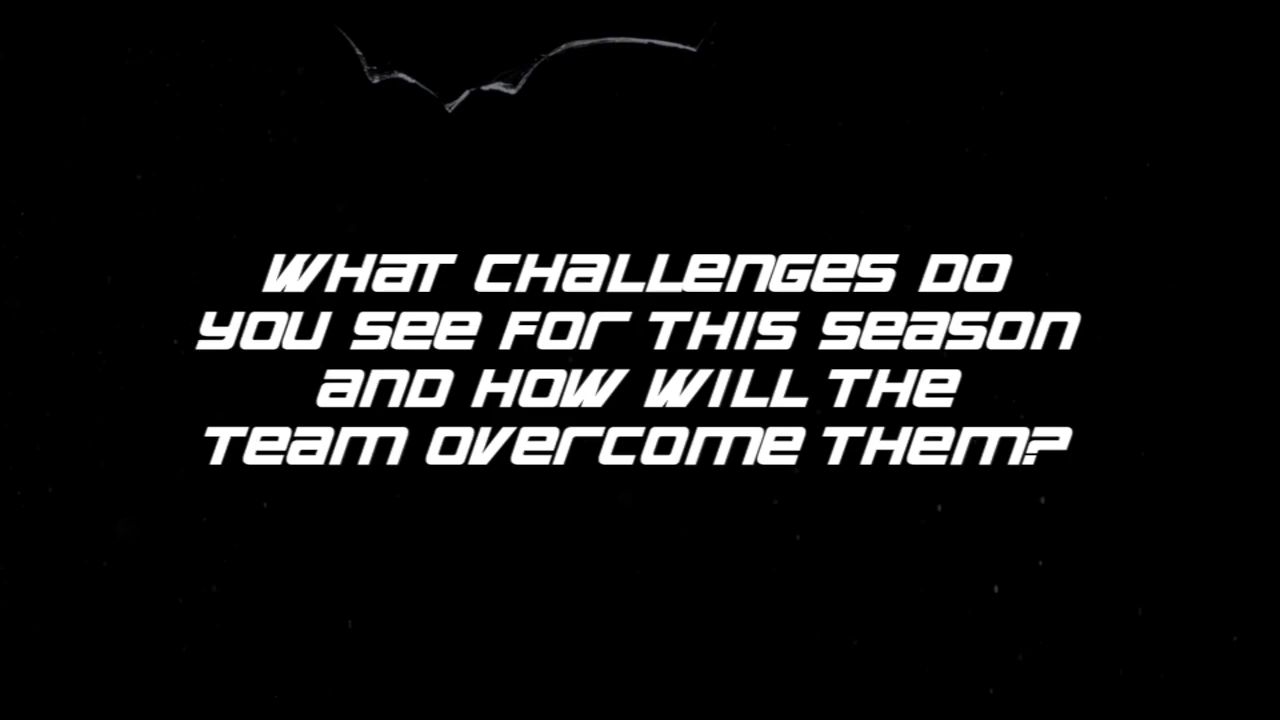 WHAT CHALLENGES DO
YOU SEE FOR THIS SEASON
AND HOW WILL THE
TEAM OVERCOME THEM?